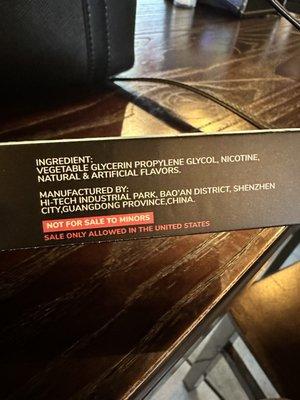 INGREDIENT:
VEGETABLE GLYCERIN PROPYLENE GLYCOL, NICOTINE,
NATURAL & ARTIFICIAL FLAVORS.
MANUFACTURED BY:
HI-TECH INDUSTRIAL PARK, BAO'AN DISTRICT, SHENZHEN
CITY,GUANGDONG PROVINCE,CHINA.
NOT FOR SALE TO MINORS
SALE ONLY ALLOWED IN THE UNITED STATES